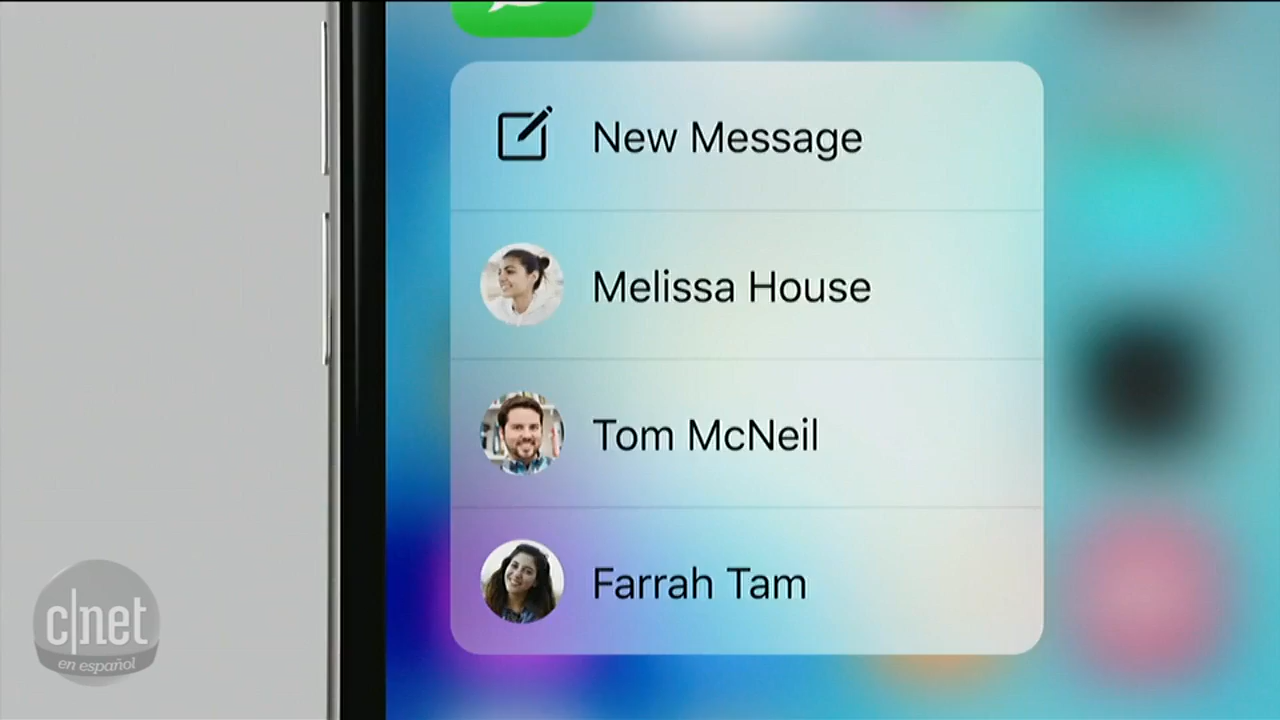 New Message
Melissa House
Tom McNeil
Farrah Tam
c|net
en español